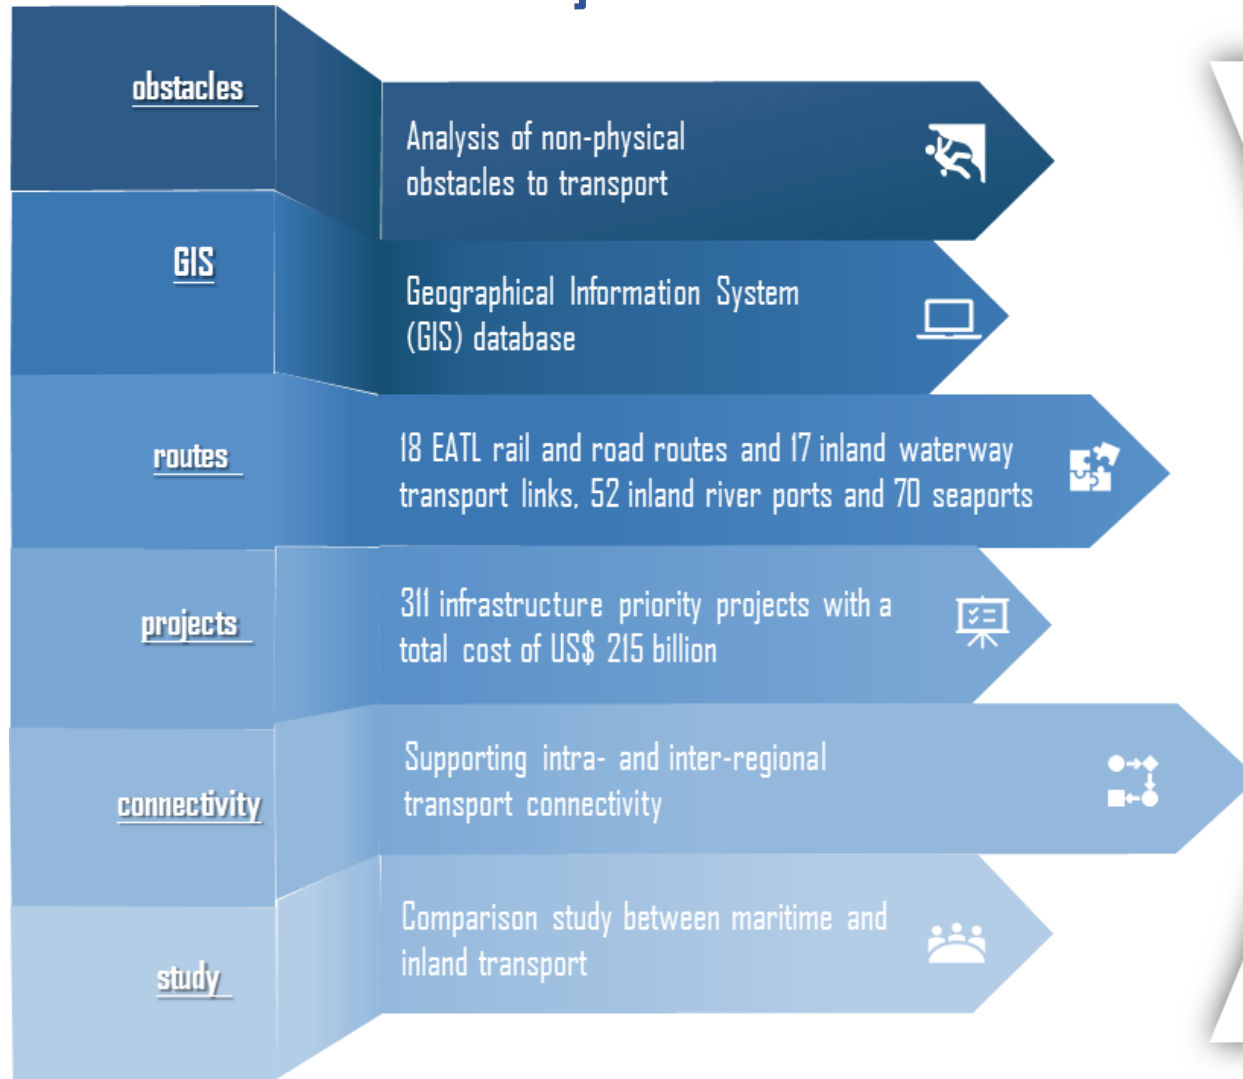 obstacles
Analysis of non-physical
obstacles to transport
GIS
Geographical Information System
(GIS) database
routes
18 EATL rail and road routes and 17 inland waterway
transport links, 52 inland river ports and 70 seaports
projects
311 infrastructure priority projects with a
total cost of US$ 215 billion
connectivity
Supporting intra- and inter-regional
transport connectivity
study
Comparison study between maritime and
inland transport